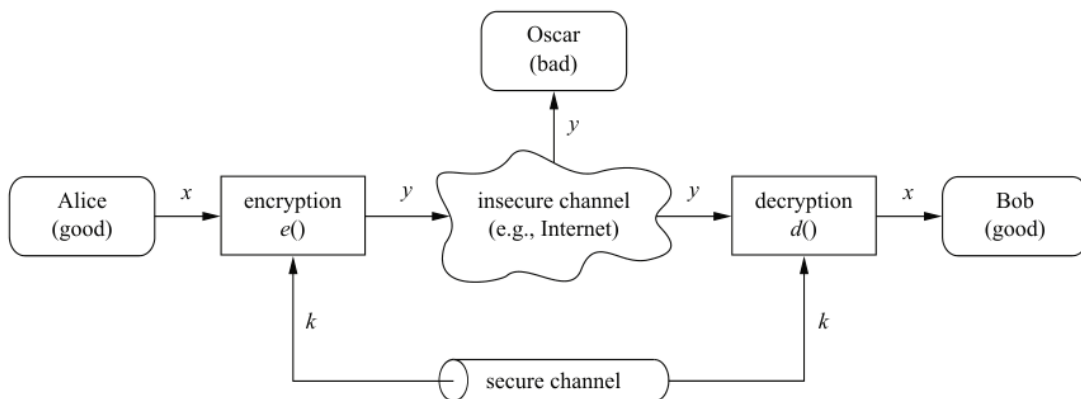 Oscar
(bad)
y
Alice
(good)
x
encryption
e()
y
insecure channel
(e.g., Internet)
y
decryption
d()
x
Bob
(good)
k
k
secure channel